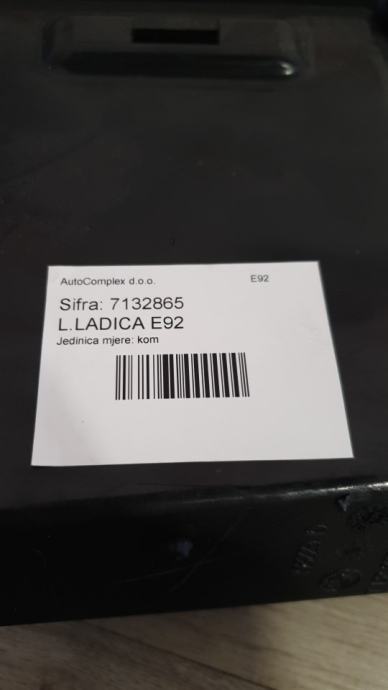 AutoComplex d.o.o. E92
Sifra: 7132865
L.LADICA E92
Jedinica mjere: kom